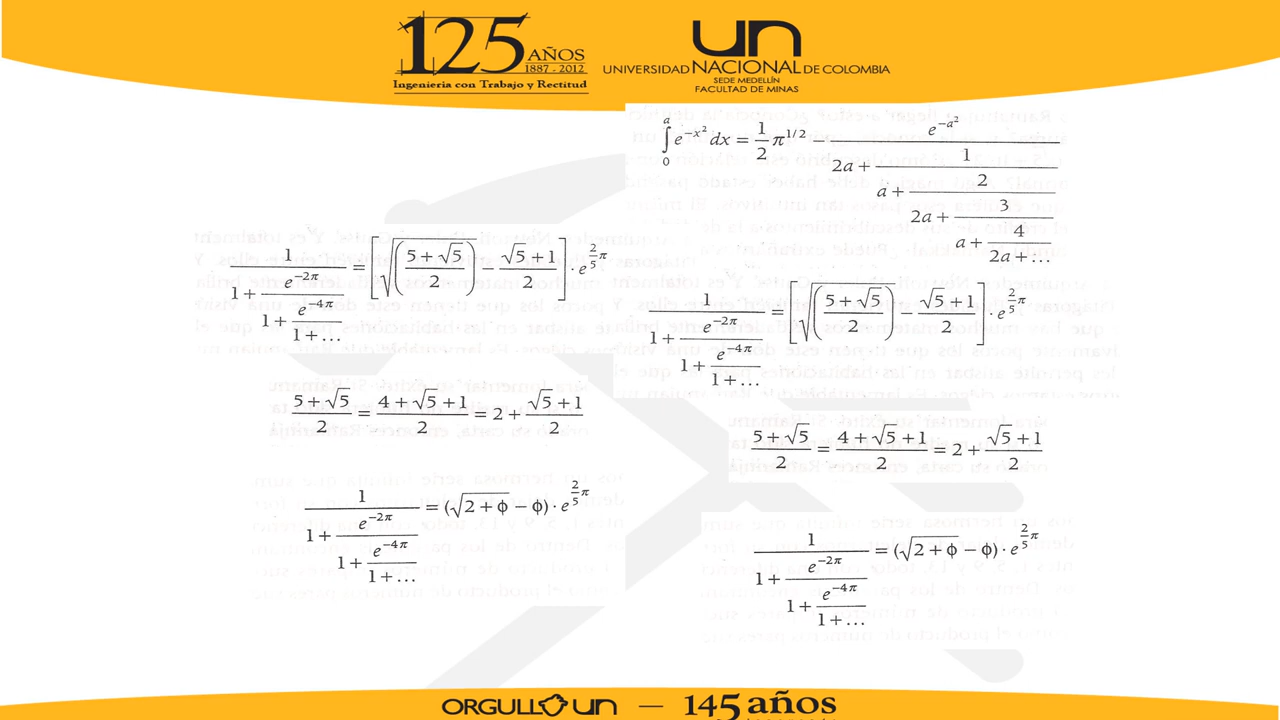 125 AÑOS
1887 - 2012
Ingeniería con Trabajo y Rectitud
un
UNIVERSIDAD NACIONAL DE COLOMBIA
SEDE MEDELLÍN
FACULTAD DE MINAS
∫₀ᵃ e^{-x²} dx = 1/2 π^{1/2} − e^{-a²}/(2a + 1/(a + 2/(2a + 3/(a + 4/(2a + …)))))
1/(1 + e^{-2π}/(1 + e^{-4π}/(1 + …))) = [√((5 + √5)/2) − (√5 + 1)/2] · e^{2/5 π}
(5 + √5)/2 = (4 + √5 + 1)/2 = 2 + (√5 + 1)/2
1/(1 + e^{-2π}/(1 + e^{-4π}/(1 + …))) = (√(2 + ϕ) − ϕ) · e^{2/5 π}
1/(1 + e^{-2π}/(1 + e^{-4π}/(1 + …))) = [√((5 + √5)/2) − (√5 + 1)/2] · e^{2/5 π}
(5 + √5)/2 = (4 + √5 + 1)/2 = 2 + (√5 + 1)/2
1/(1 + e^{-2π}/(1 + e^{-4π}/(1 + …))) = (√(2 + ϕ) − ϕ) · e^{2/5 π}
ORGULLO un — 145 años